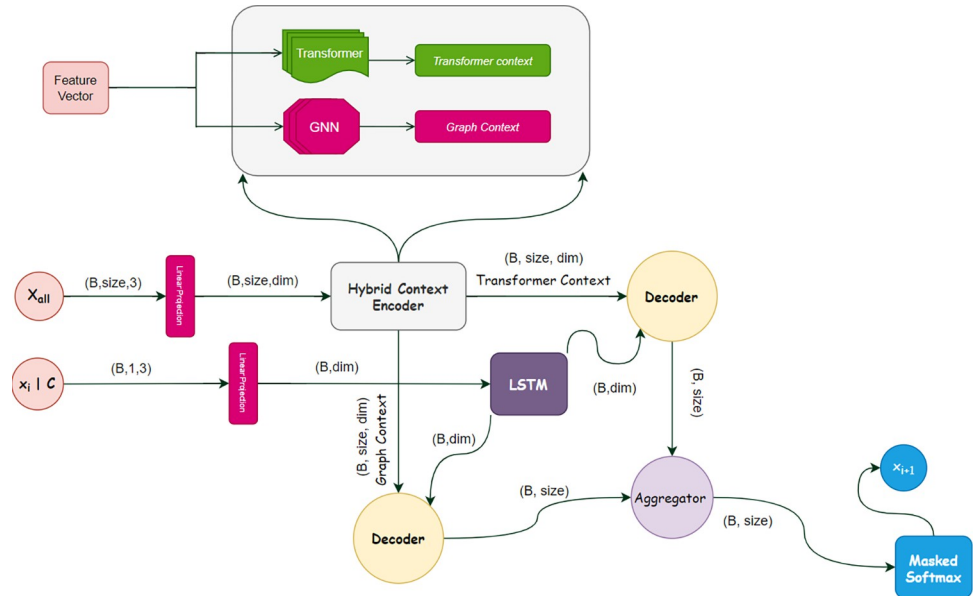 Transformer
Transformer context
Feature
Vector
GNN
Graph Context
(B, size, dim)
Transformer Context
(B,size,3)
(B,size,dim)
X_all
Linear Projection
Hybrid Context
Encoder
Decoder
x_i | C
(B,1,3)
Linear Projection
(B,dim)
LSTM
(B,dim)
(B, size)
(B, size, dim)
Graph Context
(B,dim)
(B, size)
Aggregator
x_{i+1}
(B, size)
Decoder
Masked
Softmax